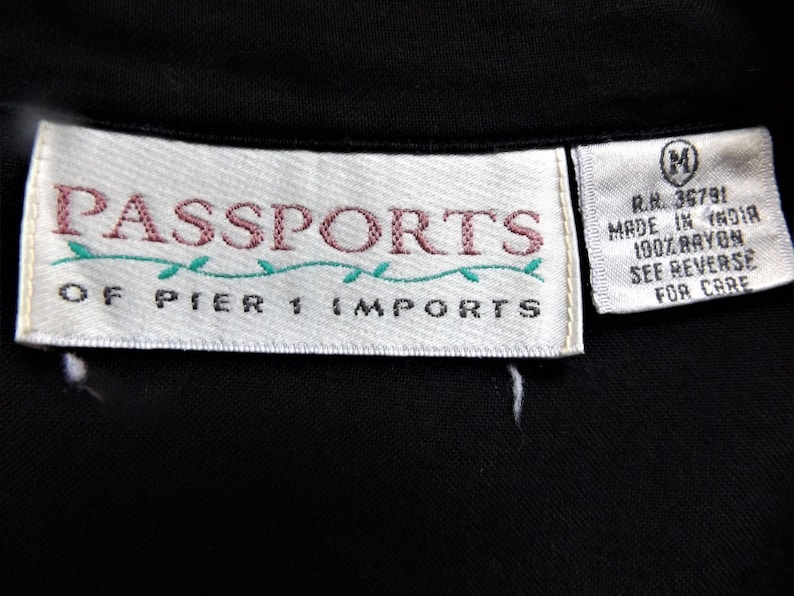 PASSPORTS
OF PIER 1 IMPORTS
M
R.N. 36791
MADE IN INDIA
100% RAYON
SEE REVERSE
FOR CARE